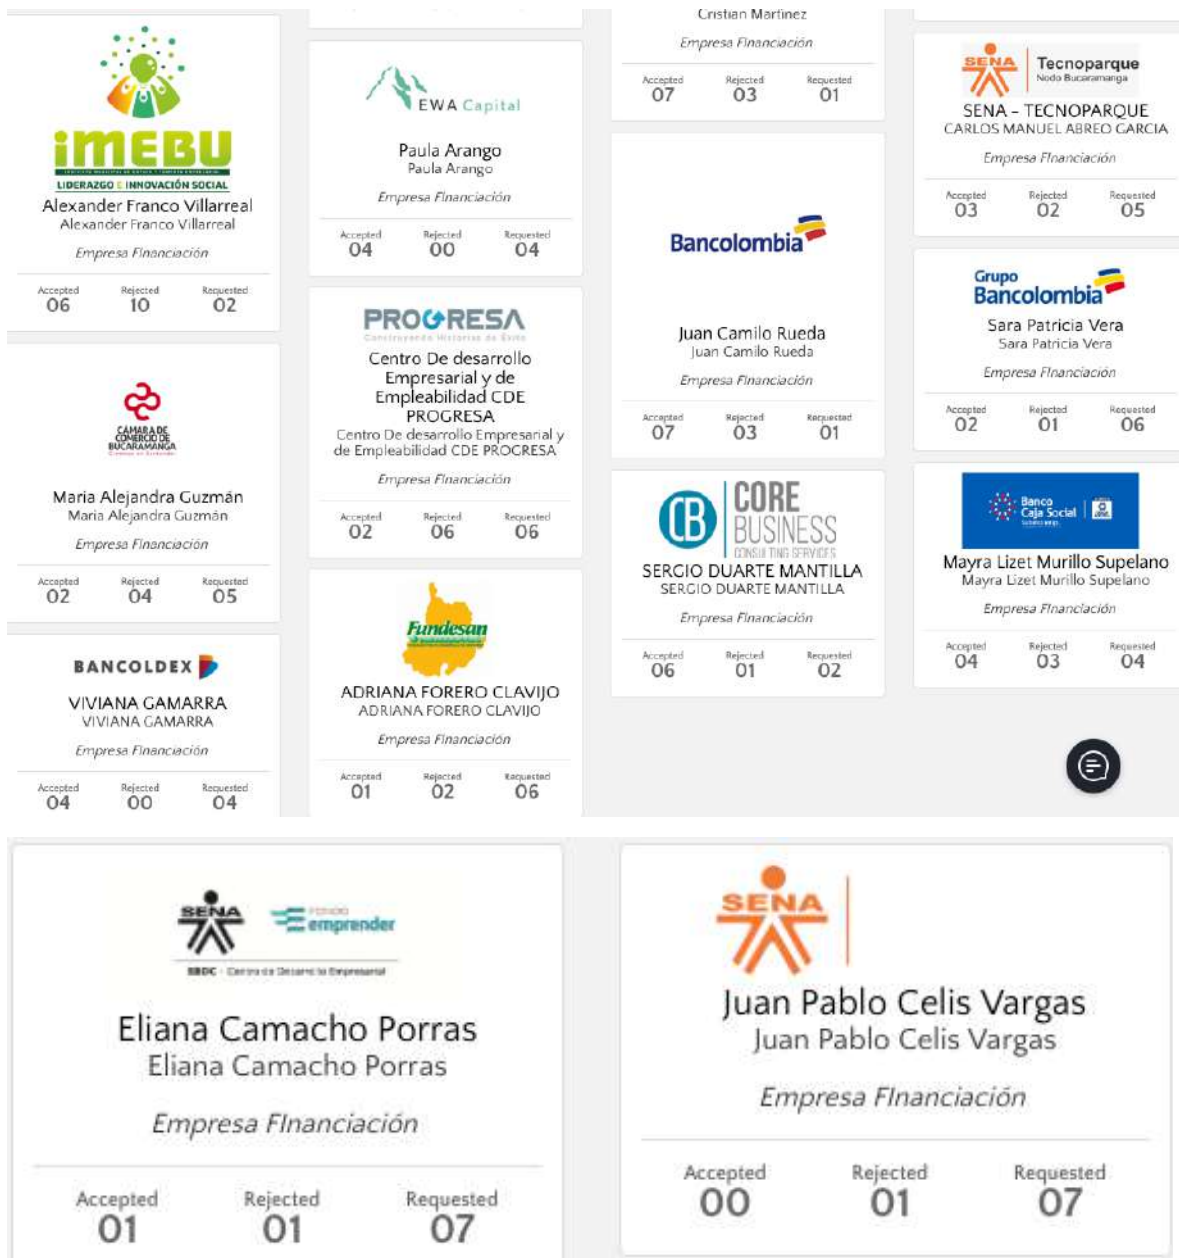 iMEBU
LIDERAZGO E INNOVACIÓN SOCIAL
Alexander Franco Villarreal
Alexander Franco Villarreal
Empresa FInanciación
Accepted Rejected Requested
06 10 02
CÁMARA DE
COMERCIO DE
BUCARAMANGA
Maria Alejandra Guzmán
Maria Alejandra Guzmán
Empresa FInanciación
Accepted Rejected Requested
02 04 05
BANCOLDEX
VIVIANA GAMARRA
VIVIANA GAMARRA
Empresa FInanciación
Accepted Rejected Requested
04 00 04
EWA Capital
Paula Arango
Paula Arango
Empresa FInanciación
Accepted Rejected Requested
04 00 04
PROGRESA
Construyendo Historias de Éxito
Centro De desarrollo
Empresarial y de
Empleabilidad CDE
PROGRESA
Centro De desarrollo Empresarial y
de Empleabilidad CDE PROGRESA
Empresa FInanciación
Accepted Rejected Requested
02 06 06
Fundesan
ADRIANA FORERO CLAVIJO
ADRIANA FORERO CLAVIJO
Empresa FInanciación
Accepted Rejected Requested
01 02 06
Cristian Martínez
Empresa FInanciación
Accepted Rejected Requested
07 03 01
Bancolombia
Juan Camilo Rueda
Juan Camilo Rueda
Empresa FInanciación
Accepted Rejected Requested
07 03 01
CB CORE
BUSINESS
CONSULTING SERVICES
SERGIO DUARTE MANTILLA
SERGIO DUARTE MANTILLA
Empresa FInanciación
Accepted Rejected Requested
06 01 02
SENA Tecnoparque
Nodo Bucaramanga
SENA - TECNOPARQUE
CARLOS MANUEL ABREO GARCIA
Empresa FInanciación
Accepted Rejected Requested
03 02 05
Grupo
Bancolombia
Sara Patricia Vera
Sara Patricia Vera
Empresa FInanciación
Accepted Rejected Requested
02 01 06
Banco
Caja Social
Mayra Lizet Murillo Supelano
Mayra Lizet Murillo Supelano
Empresa FInanciación
Accepted Rejected Requested
04 03 04
SENA FONDO
emprender
SBDC - Centro de Desarrollo Empresarial
Eliana Camacho Porras
Eliana Camacho Porras
Empresa FInanciación
Accepted Rejected Requested
01 01 07
SENA
Juan Pablo Celis Vargas
Juan Pablo Celis Vargas
Empresa FInanciación
Accepted Rejected Requested
00 01 07